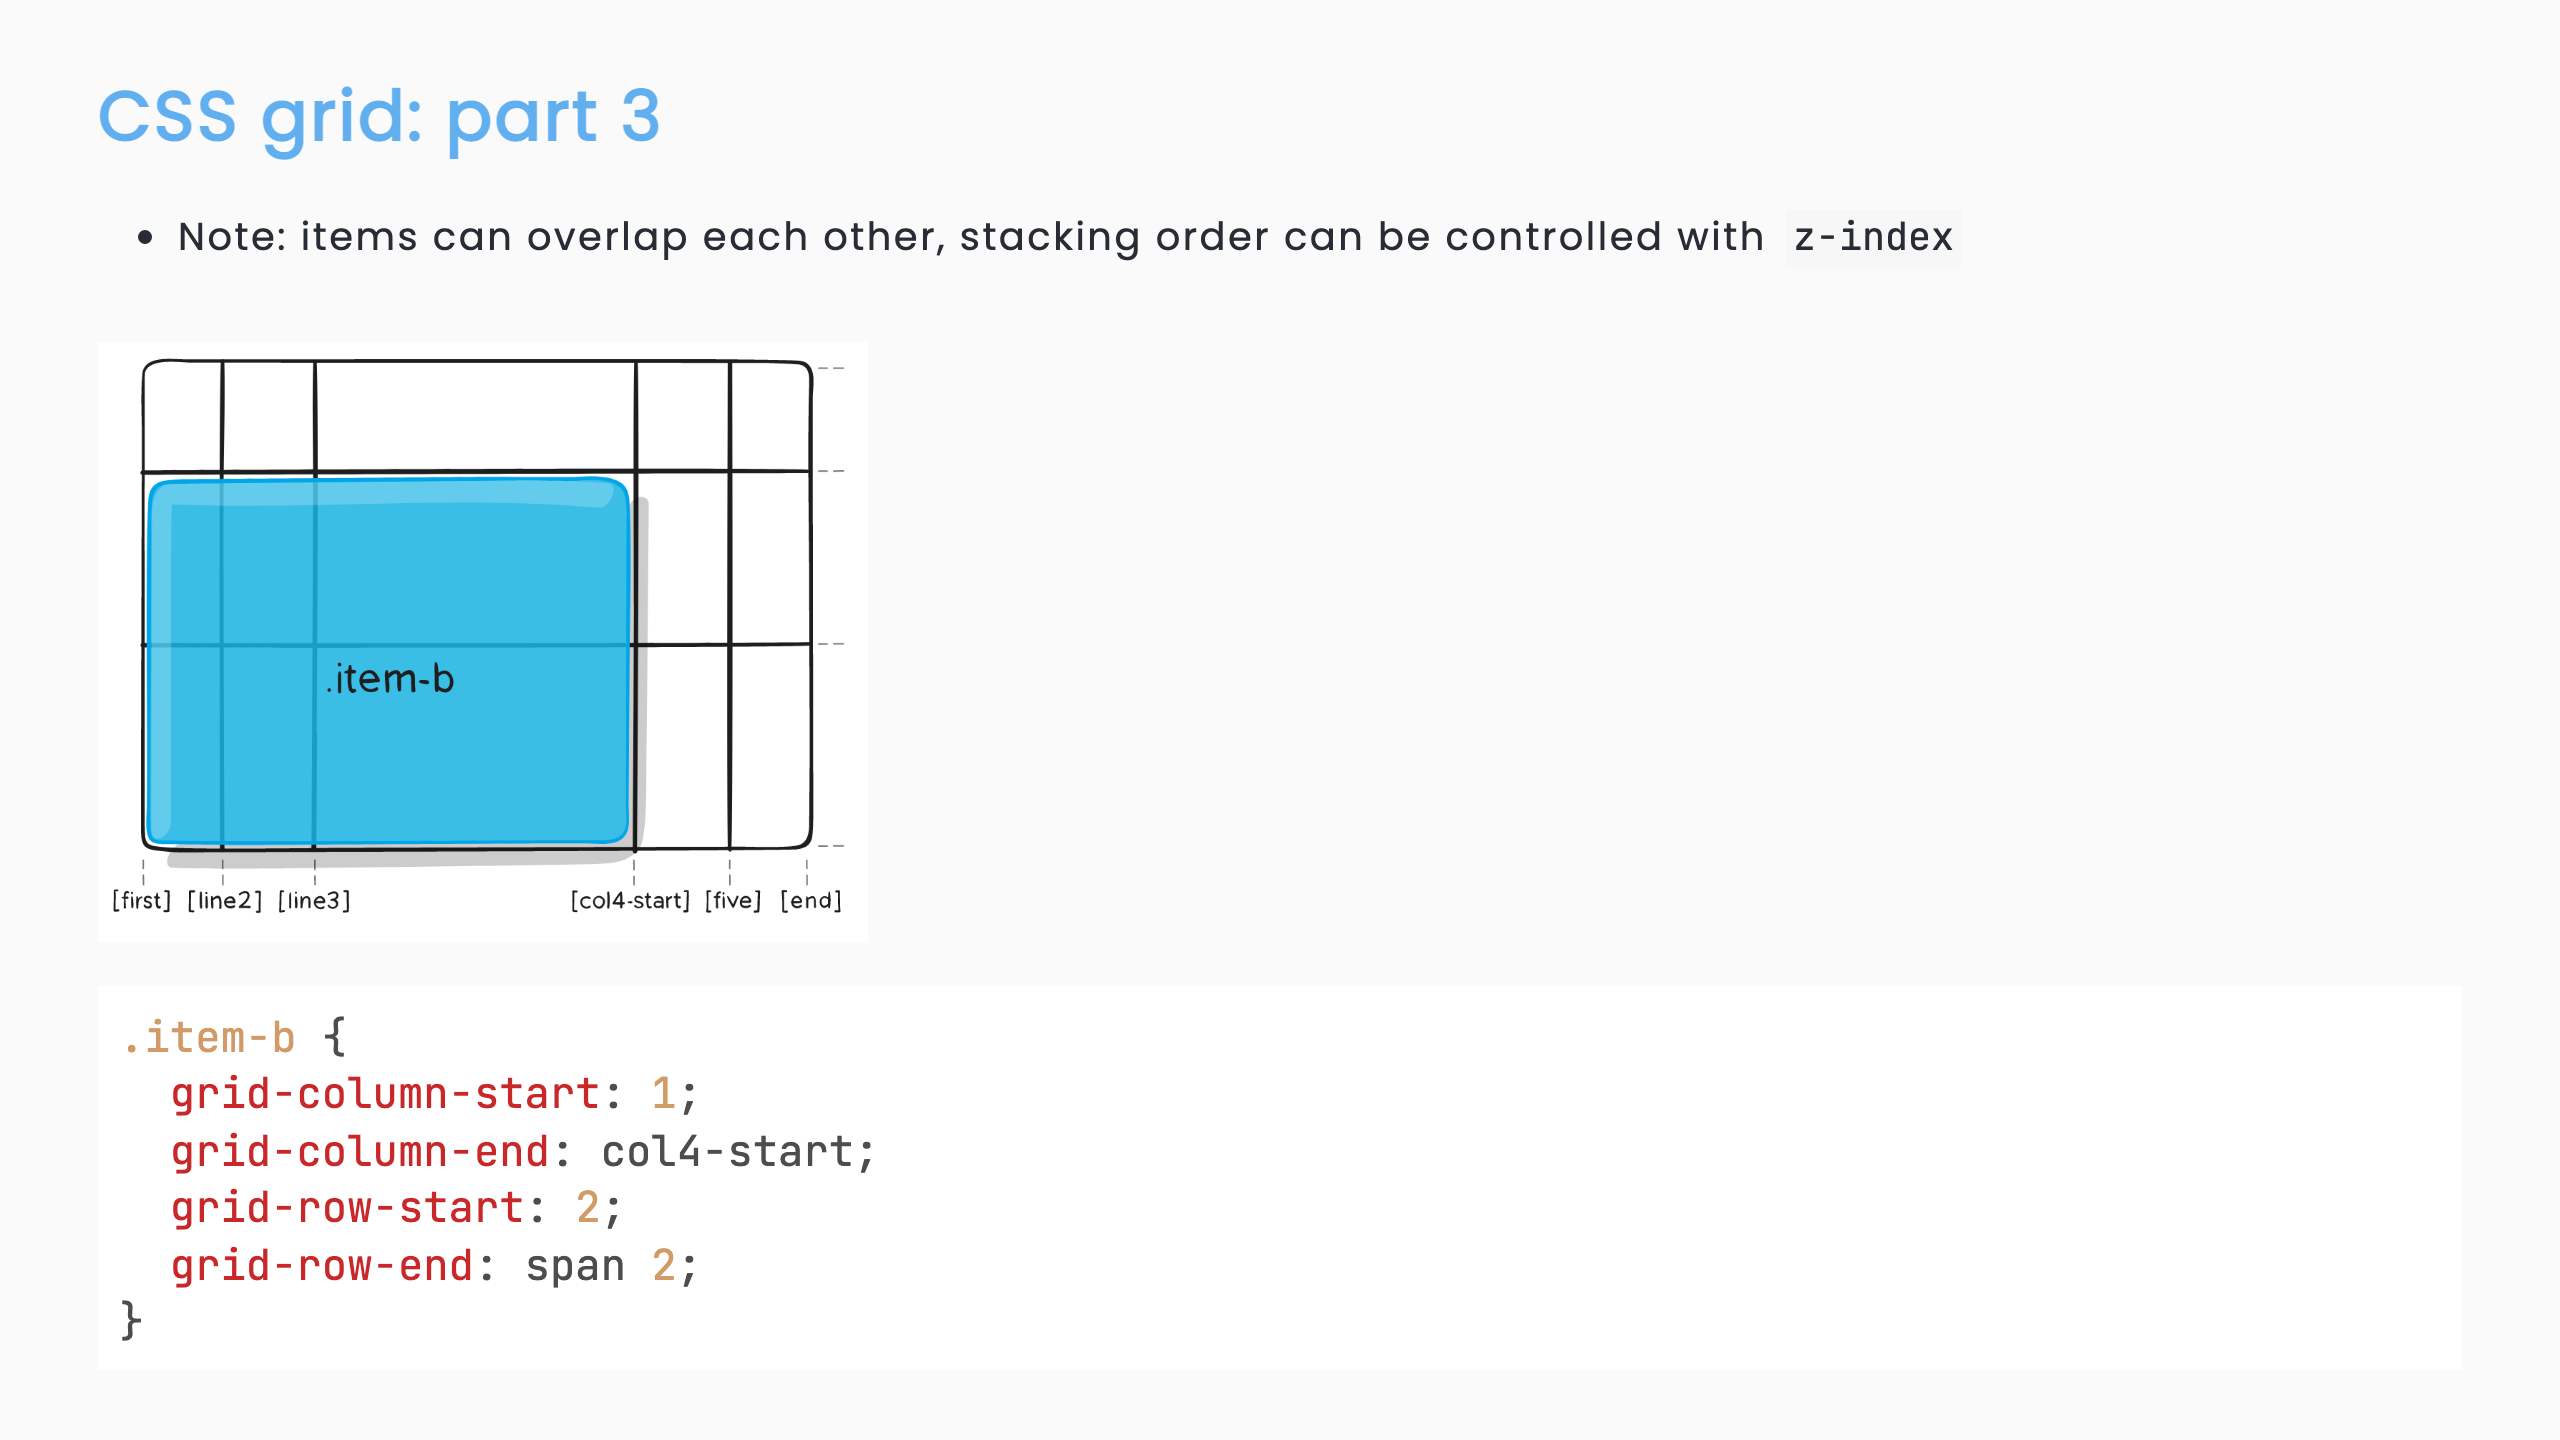 CSS grid: part 3
• Note: items can overlap each other, stacking order can be controlled with z-index
.item-b
[first] [line2] [line3] [col4-start] [five] [end]
.item-b {
  grid-column-start: 1;
  grid-column-end: col4-start;
  grid-row-start: 2;
  grid-row-end: span 2;
}